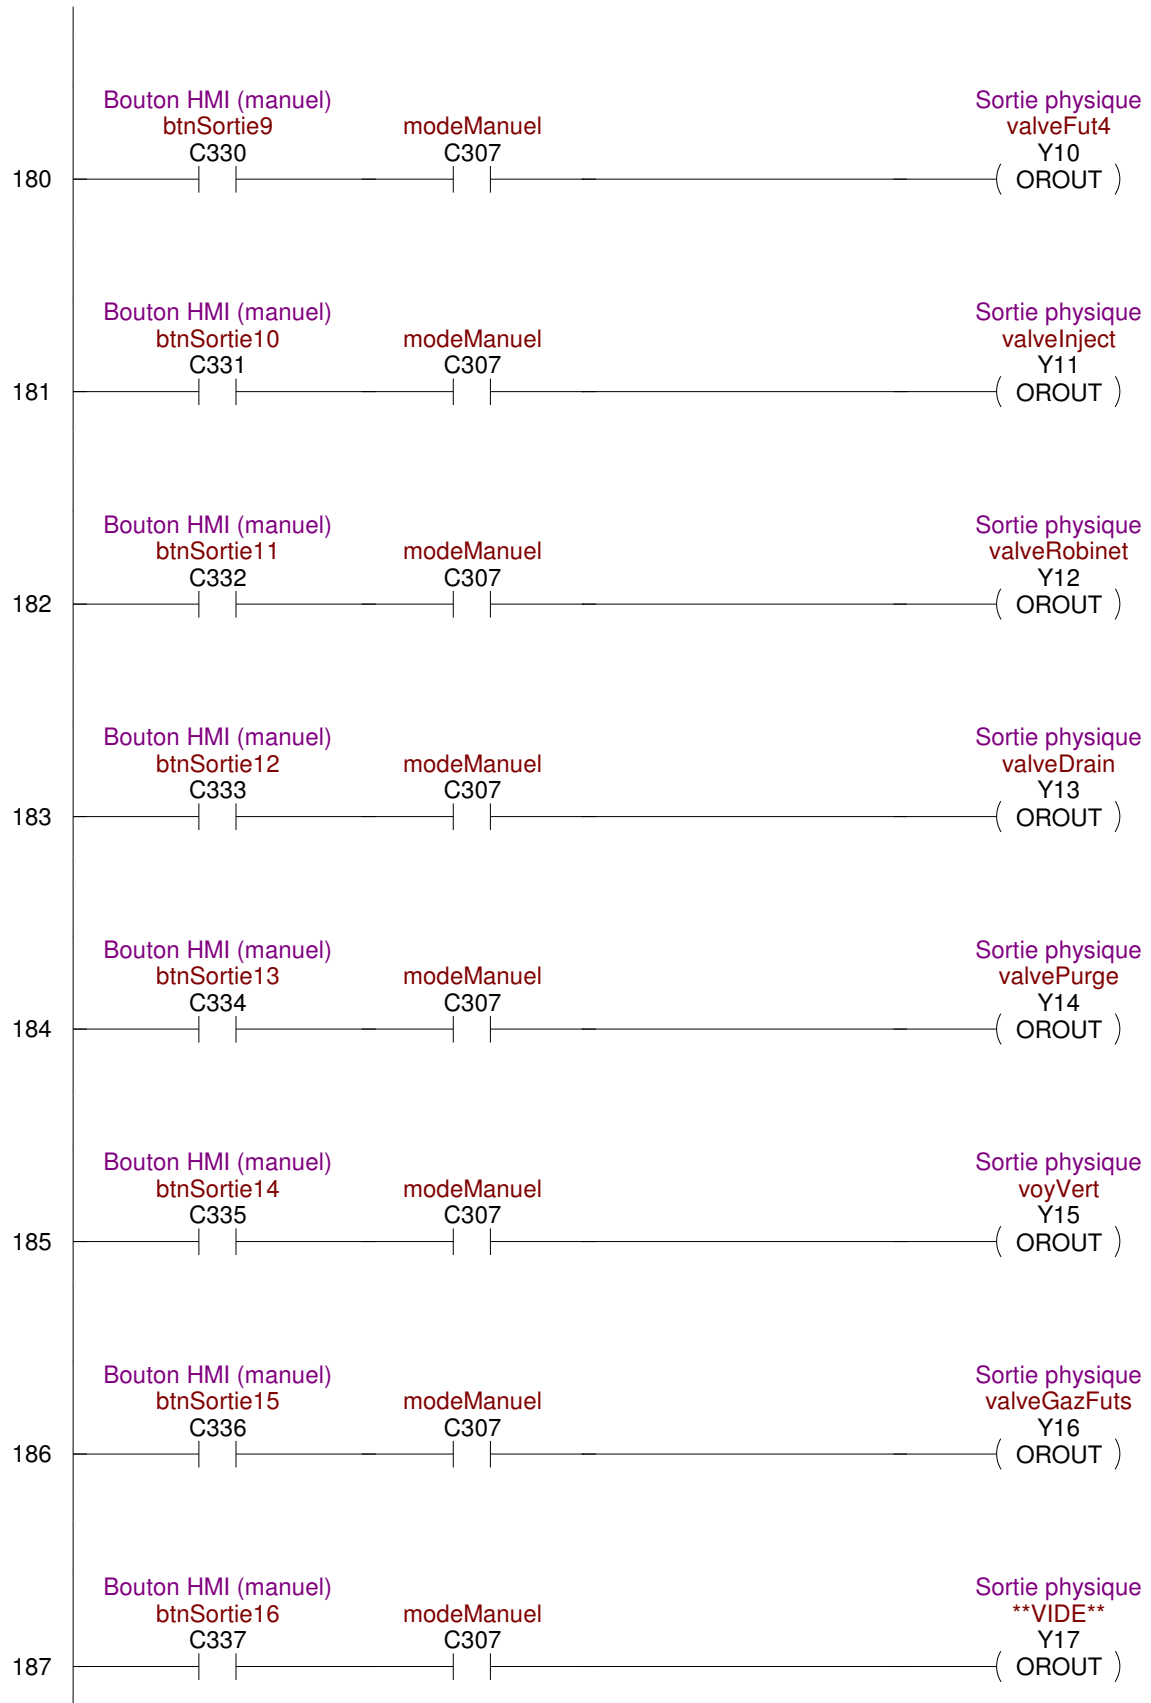 Bouton HMI (manuel) Sortie physique
btnSortie9 modeManuel valveFut4
C330 C307 Y10
180 OROUT
Bouton HMI (manuel) Sortie physique
btnSortie10 modeManuel valveInject
C331 C307 Y11
181 OROUT
Bouton HMI (manuel) Sortie physique
btnSortie11 modeManuel valveRobinet
C332 C307 Y12
182 OROUT
Bouton HMI (manuel) Sortie physique
btnSortie12 modeManuel valveDrain
C333 C307 Y13
183 OROUT
Bouton HMI (manuel) Sortie physique
btnSortie13 modeManuel valvePurge
C334 C307 Y14
184 OROUT
Bouton HMI (manuel) Sortie physique
btnSortie14 modeManuel voyVert
C335 C307 Y15
185 OROUT
Bouton HMI (manuel) Sortie physique
btnSortie15 modeManuel valveGazFuts
C336 C307 Y16
186 OROUT
Bouton HMI (manuel) Sortie physique
btnSortie16 modeManuel **VIDE**
C337 C307 Y17
187 OROUT